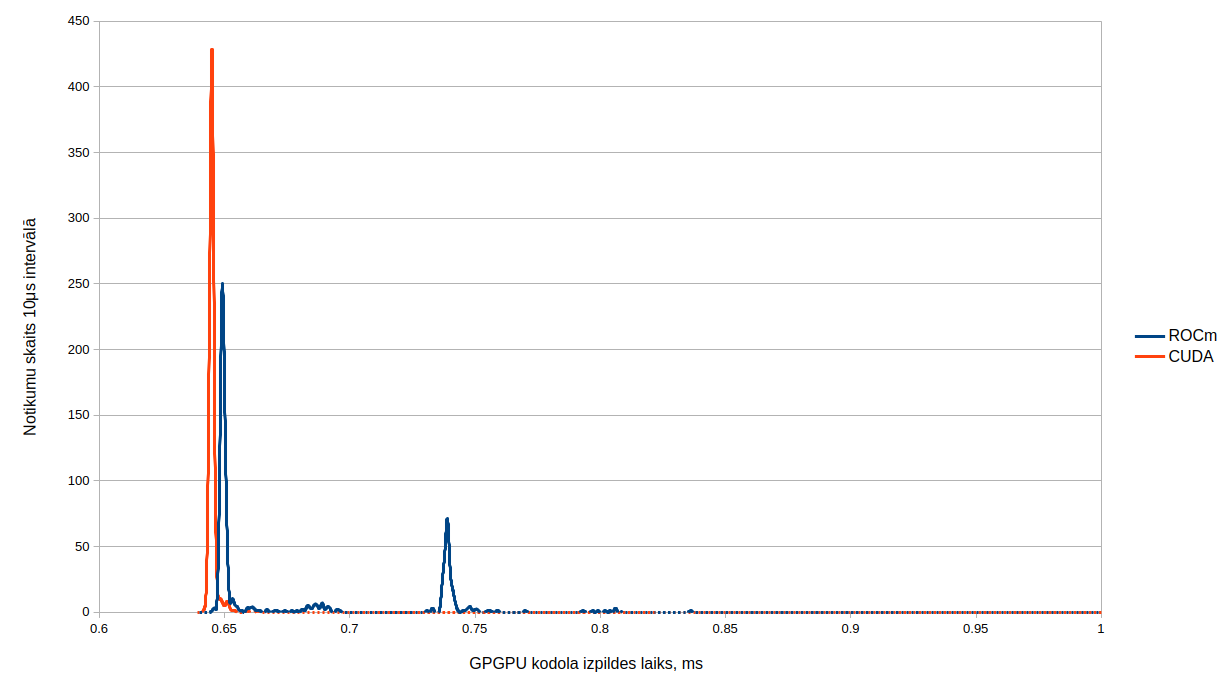 450
400
350
300
250
200
150
100
50
0
Notikumu skaits 10μs intervālā
0.6 0.65 0.7 0.75 0.8 0.85 0.9 0.95 1
GPGPU kodola izpildes laiks, ms
ROCm
CUDA